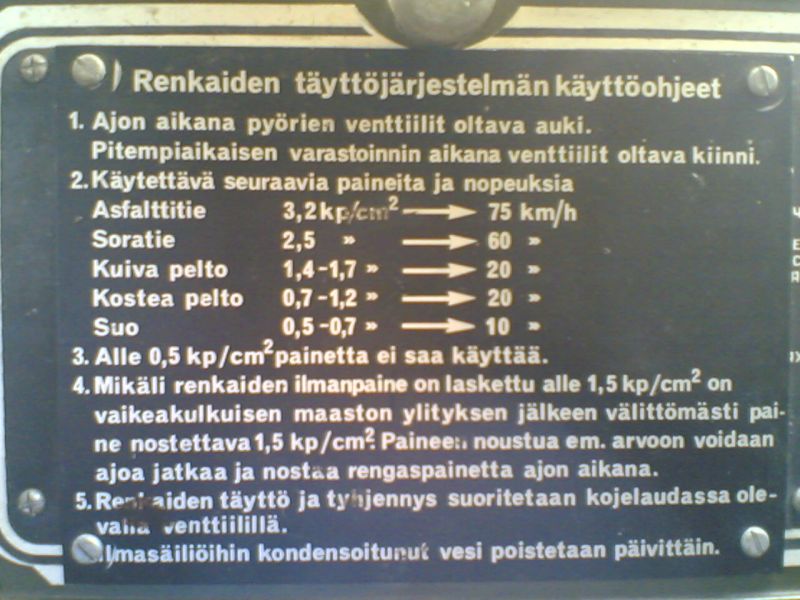 Renkaiden täyttöjärjestelmän käyttöohjeet
1. Ajon aikana pyörien venttiilit oltava auki.
Pitempiaikaisen varastoinnin aikana venttiilit oltava kiinni.
2. Käytettävä seuraavia paineita ja nopeuksia
Asfalttitie 3,2 kp/cm² → 75 km/h
Soratie 2,5 » → 60 »
Kuiva pelto 1,4-1,7 » → 20 »
Kostea pelto 0,7-1,2 » → 20 »
Suo 0,5-0,7 » → 10 »
3. Alle 0,5 kp/cm² painetta ei saa käyttää.
4. Mikäli renkaiden ilmanpaine on laskettu alle 1,5 kp/cm² on
vaikeakulkuisen maaston ylityksen jälkeen välittömästi pai-
ne nostettava 1,5 kp/cm². Paineen noustua em. arvoon voidaan
ajoa jatkaa ja nostaa rengaspainetta ajon aikana.
5. Renkaiden täyttö ja tyhjennys suoritetaan kojelaudassa ole-
valla venttiilillä.
Ilmasäiliöihin kondensoitunut vesi poistetaan päivittäin.